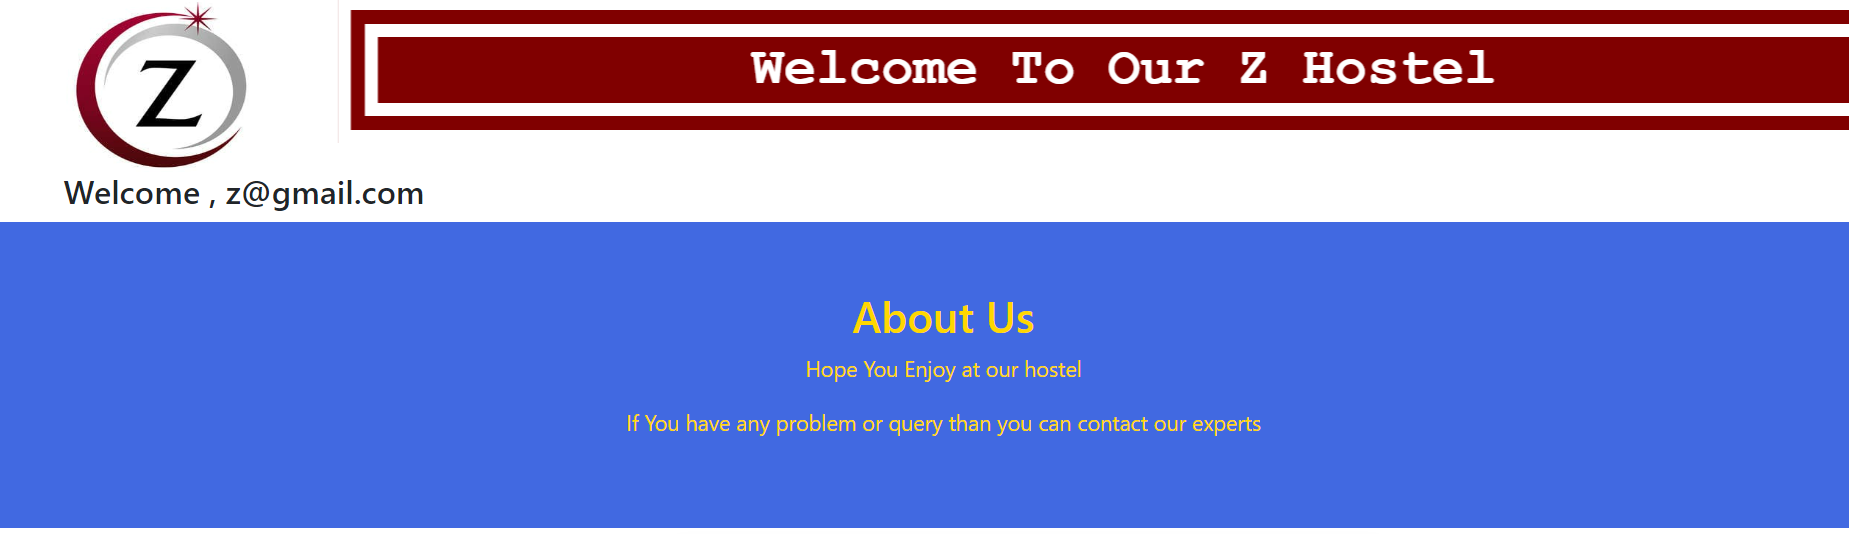 Z
Welcome To Our Z Hostel
Welcome , z@gmail.com
About Us
Hope You Enjoy at our hostel
If You have any problem or query than you can contact our experts